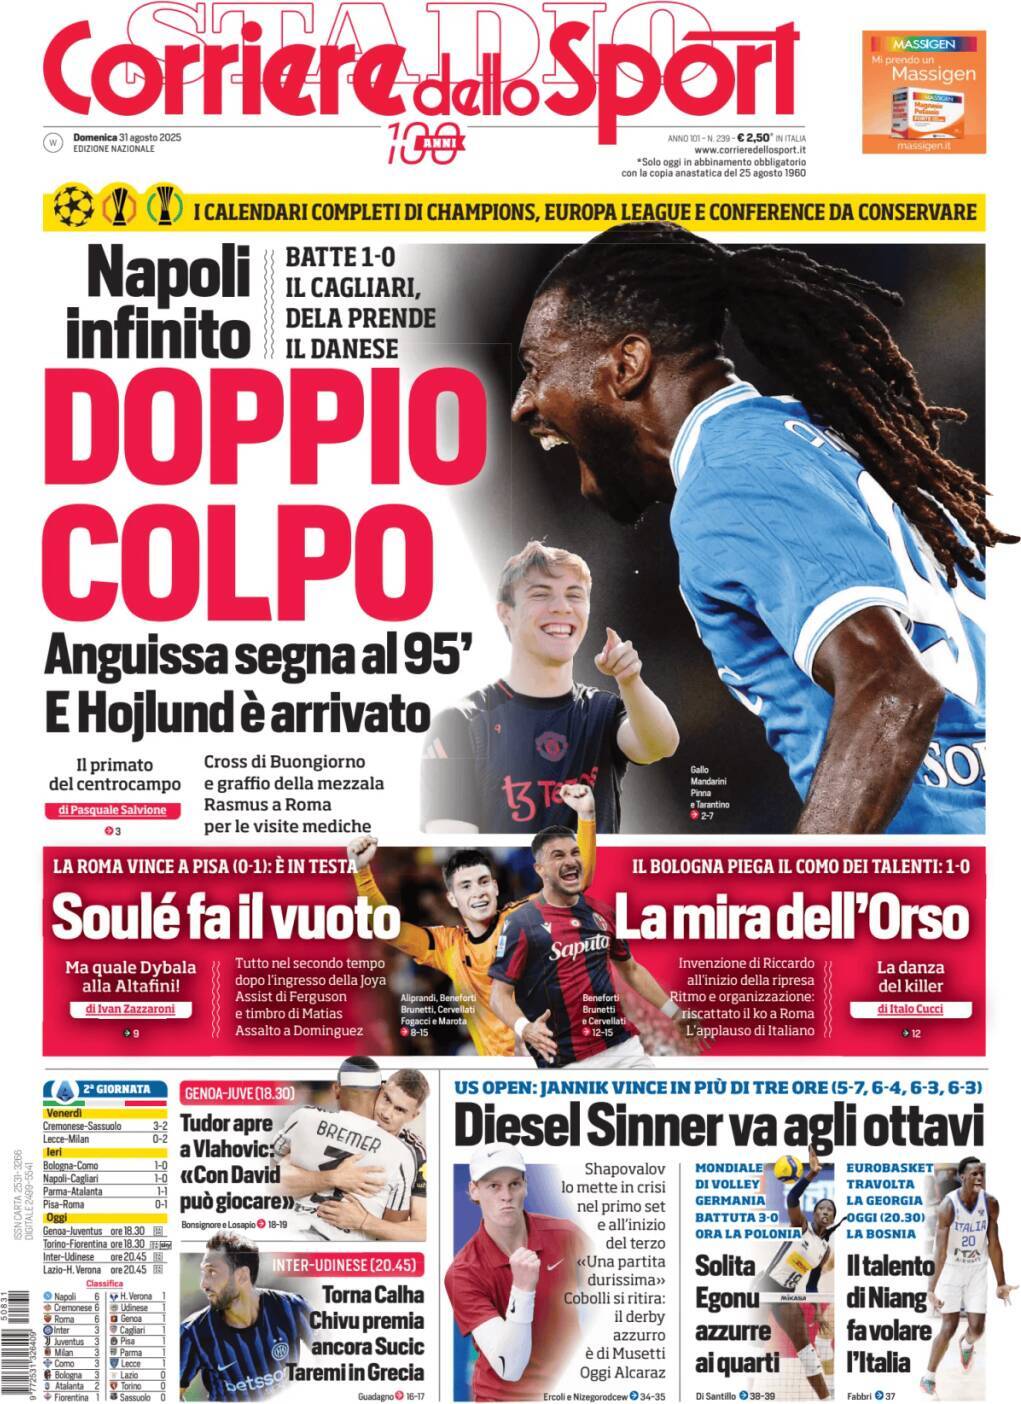 STADIO
Corriere dello Sport
100 ANNI
W
Domenica 31 agosto 2025
EDIZIONE NAZIONALE
ANNO 101 - N. 239 - € 2,50* IN ITALIA
www.corrieredellosport.it
*Solo oggi in abbinamento obbligatorio
con la copia anastatica del 25 agosto 1960
MASSIGEN
Mi prendo un
Massigen
MASSIGEN
Magnesio
Potassio
FORTE
massigen.it
I CALENDARI COMPLETI DI CHAMPIONS, EUROPA LEAGUE E CONFERENCE DA CONSERVARE
Napoli
infinito
BATTE 1-0
IL CAGLIARI,
DELA PRENDE
IL DANESE
DOPPIO
COLPO
Anguissa segna al 95'
E Hojlund è arrivato
Il primato
del centrocampo
di Pasquale Salvione
3
Cross di Buongiorno
e graffio della mezzala
Rasmus a Roma
per le visite mediche
Gallo
Mandarini
Pinna
e Tarantino
2-7
LA ROMA VINCE A PISA (0-1): È IN TESTA
Soulé fa il vuoto
Ma quale Dybala
alla Altafini!
di Ivan Zazzaroni
9
Tutto nel secondo tempo
dopo l'ingresso della Joya
Assist di Ferguson
e timbro di Matias
Assalto a Dominguez
Aliprandi, Beneforti
Brunetti, Cervellati
Fogacci e Marota
8-15
Saputo
IL BOLOGNA PIEGA IL COMO DEI TALENTI: 1-0
La mira dell'Orso
Beneforti
Brunetti
e Cervellati
12-15
Invenzione di Riccardo
all'inizio della ripresa
Ritmo e organizzazione:
riscattato il ko a Roma
L'applauso di Italiano
La danza
del killer
di Italo Cucci
12
2ª GIORNATA
Venerdì
Cremonese-Sassuolo 3-2
Lecce-Milan 0-2
Ieri
Bologna-Como 1-0
Napoli-Cagliari 1-0
Parma-Atalanta 1-1
Pisa-Roma 0-1
Oggi
Genoa-Juventus ore 18.30
Torino-Fiorentina ore 18.30
Inter-Udinese ore 20.45
Lazio-H. Verona ore 20.45
Classifica
Napoli 6
Cremonese 6
Roma 6
Inter 3
Juventus 3
Milan 3
Como 3
Bologna 3
Atalanta 2
Fiorentina 1
H. Verona 1
Udinese 1
Genoa 1
Cagliari 1
Pisa 1
Parma 1
Lecce 1
Lazio 0
Torino 0
Sassuolo 0
ISSN CARTA 2531-3266
DIGITALE 2499-5541
50831
9 772531 326409
GENOA-JUVE (18.30)
Tudor apre
a Vlahovic:
«Con David
può giocare»
Bonsignore e Losapio 18-19
BREMER
3
INTER-UDINESE (20.45)
Torna Calha
Chivu premia
ancora Sucic
Taremi in Grecia
Guadagno 16-17
betsson
US OPEN: JANNIK VINCE IN PIÙ DI TRE ORE (5-7, 6-4, 6-3, 6-3)
Diesel Sinner va agli ottavi
Shapovalov
lo mette in crisi
nel primo set
e all'inizio
del terzo
«Una partita
durissima»
Cobolli si ritira:
il derby
azzurro
è di Musetti
Oggi Alcaraz
Ercoli e Nizegorodcew 34-35
MONDIALE
DI VOLLEY
GERMANIA
BATTUTA 3-0
ORA LA POLONIA
Solita
Egonu
azzurre
ai quarti
Di Santillo 38-39
MIKASA
EUROBASKET
TRAVOLTA
LA GEORGIA
OGGI (20.30)
LA BOSNIA
Il talento
di Niang
fa volare
l'Italia
Fabbri 37
ITALIA
20